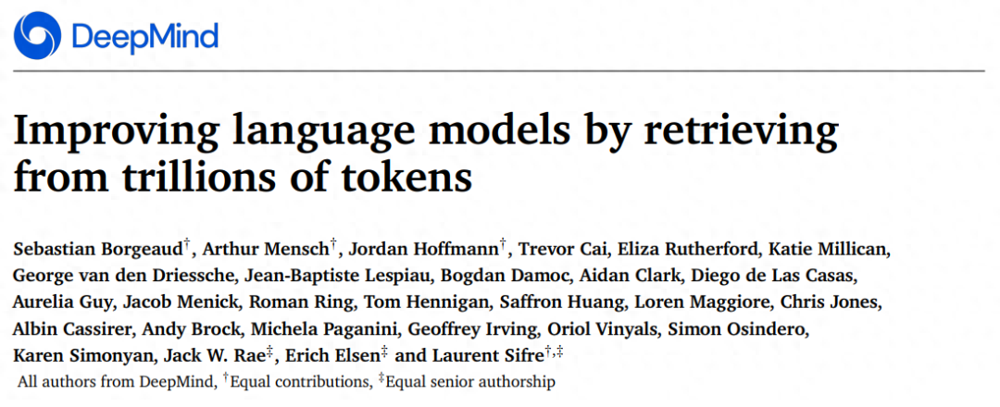 DeepMind
Improving language models by retrieving
from trillions of tokens
Sebastian Borgeaud†, Arthur Mensch†, Jordan Hoffmann†, Trevor Cai, Eliza Rutherford, Katie Millican,
George van den Driessche, Jean-Baptiste Lespiau, Bogdan Damoc, Aidan Clark, Diego de Las Casas,
Aurelia Guy, Jacob Menick, Roman Ring, Tom Hennigan, Saffron Huang, Loren Maggiore, Chris Jones,
Albin Cassirer, Andy Brock, Michela Paganini, Geoffrey Irving, Oriol Vinyals, Simon Osindero,
Karen Simonyan, Jack W. Rae‡, Erich Elsen‡ and Laurent Sifre†,‡
All authors from DeepMind, †Equal contributions, ‡Equal senior authorship